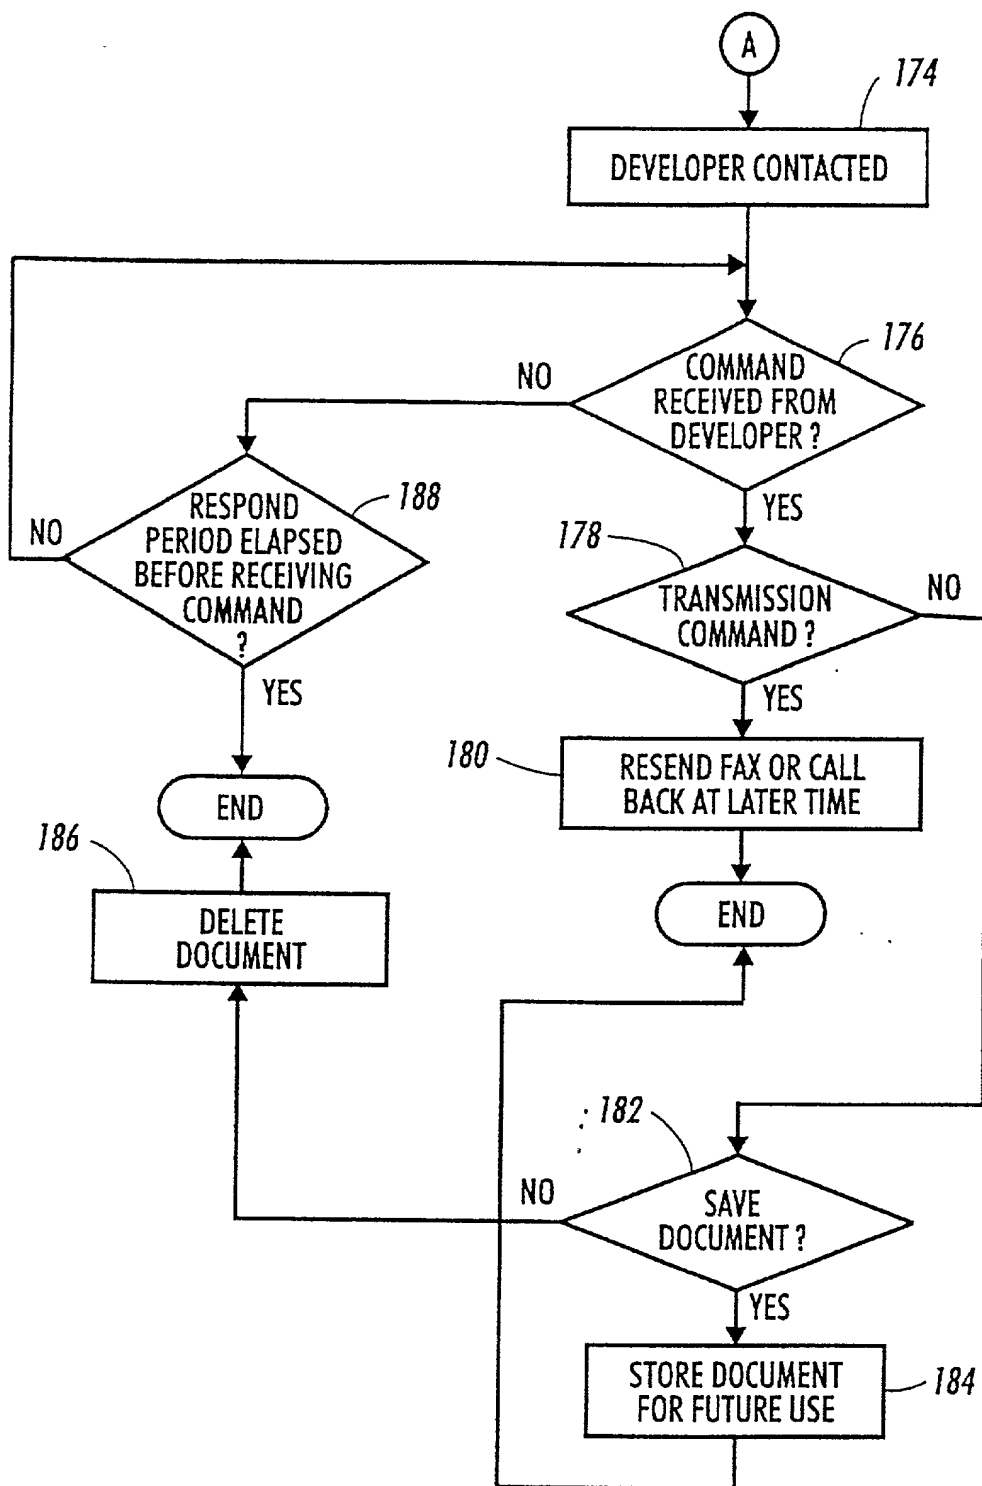 A
174
DEVELOPER CONTACTED
176
COMMAND
RECEIVED FROM
DEVELOPER ?
NO
YES
188
RESPOND
PERIOD ELAPSED
BEFORE RECEIVING
COMMAND
?
NO
YES
178
TRANSMISSION
COMMAND ?
NO
YES
180
RESEND FAX OR CALL
BACK AT LATER TIME
END
186
DELETE
DOCUMENT
END
182
SAVE
DOCUMENT ?
NO
YES
STORE DOCUMENT
FOR FUTURE USE
184